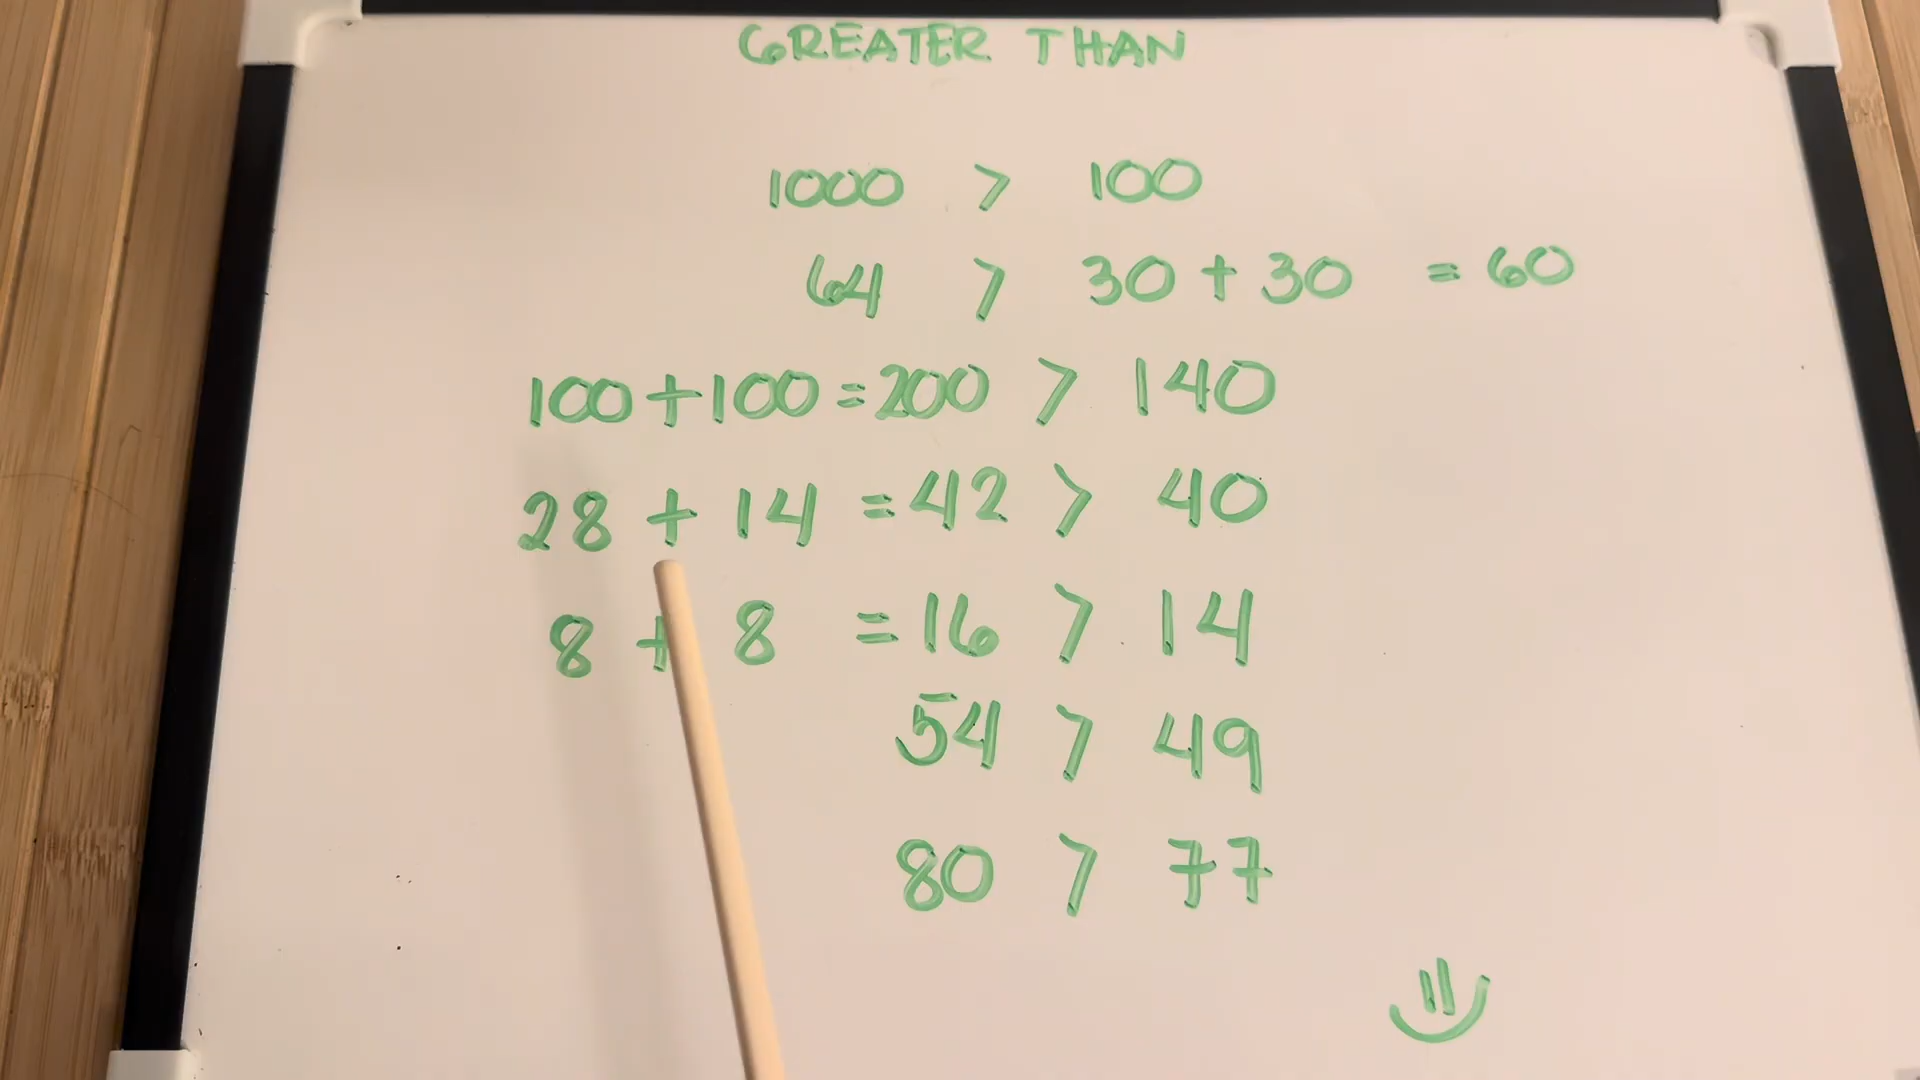 GREATER THAN
1000 > 100
64 > 30 + 30 = 60
100 + 100 = 200 > 140
28 + 14 = 42 > 40
8 + 8 = 16 > 14
54 > 49
80 > 77